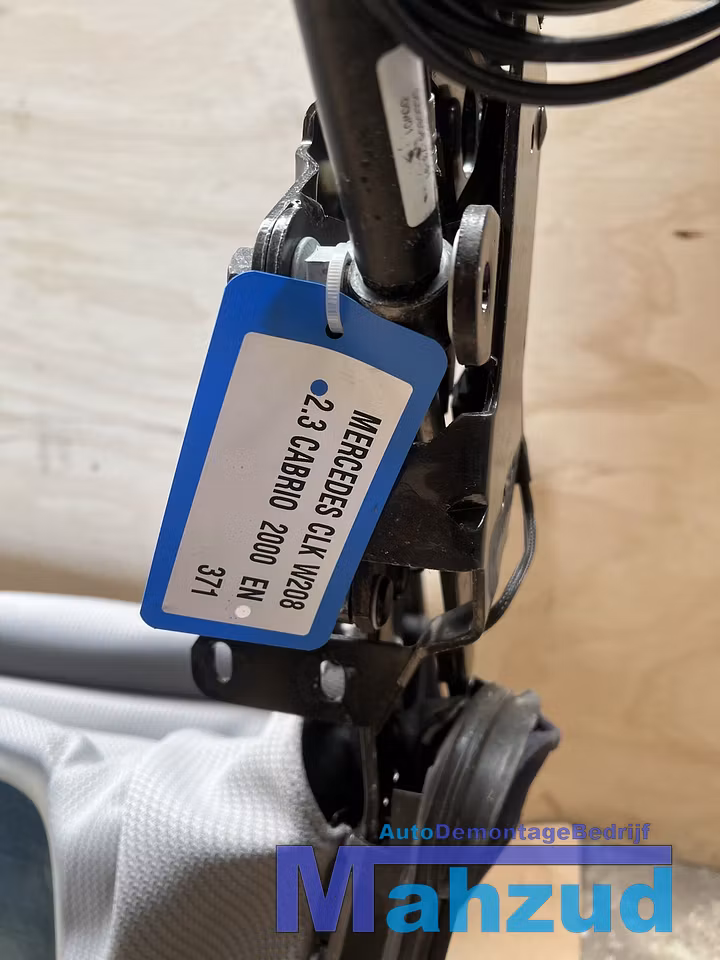 MERCEDES CLK W208
2.3 CABRIO 2000 EN
371
AutoDemontageBedrijf
Mahzud